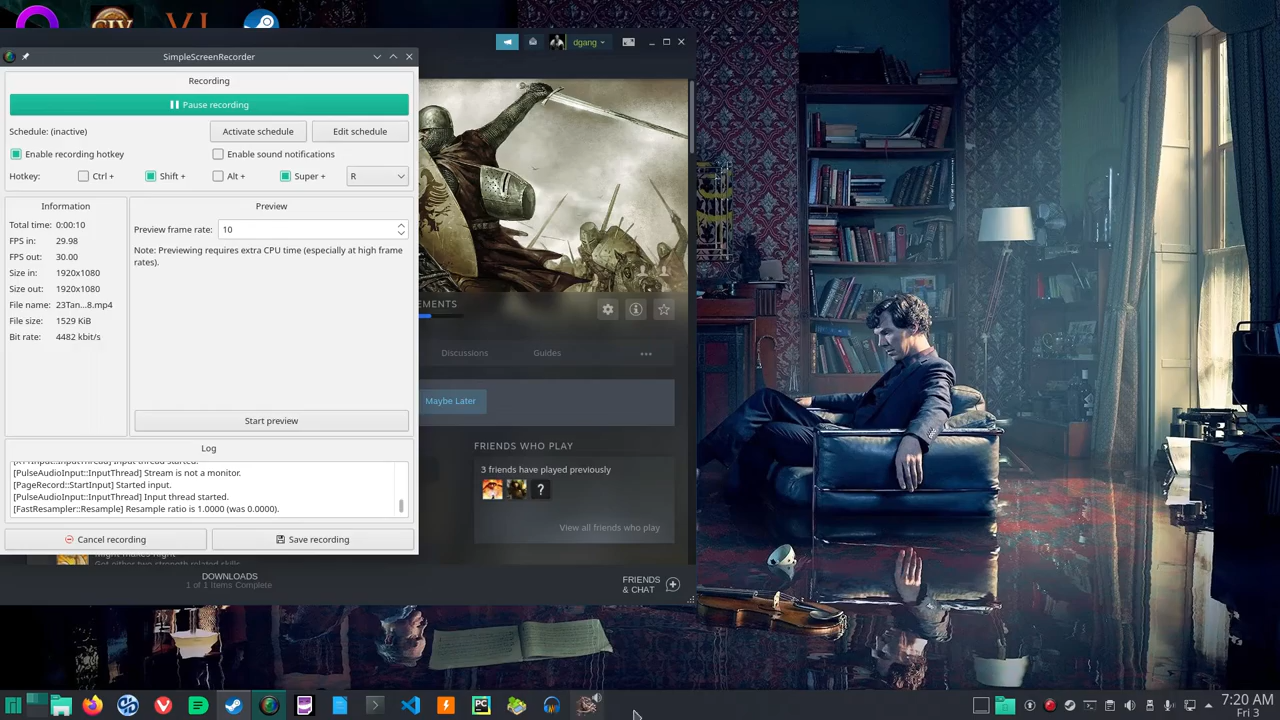 CIV
VI
dgang
SimpleScreenRecorder
Recording
Pause recording
Schedule: (inactive)
Activate schedule
Edit schedule
Enable recording hotkey
Enable sound notifications
Hotkey:
Ctrl +
Shift +
Alt +
Super +
R
Information
Preview
Total time: 0:00:10
FPS in: 29.98
FPS out: 30.00
Size in: 1920x1080
Size out: 1920x1080
File name: 23Tan...8.mp4
File size: 1529 KiB
Bit rate: 4482 kbit/s
Preview frame rate: 10
Note: Previewing requires extra CPU time (especially at high frame
rates).
Start preview
Log
[PulseAudioInput::InputThread] Stream is not a monitor.
[PageRecord::StartInput] Started input.
[PulseAudioInput::InputThread] Input thread started.
[FastResampler::Resample] Resample ratio is 1.0000 (was 0.0000).
Cancel recording
Save recording
EMENTS
Discussions
Guides
Maybe Later
FRIENDS WHO PLAY
3 friends have played previously
?
View all friends who play
DOWNLOADS
1 of 1 Items Complete
FRIENDS
& CHAT
PC
7:20 AM
Fri 3